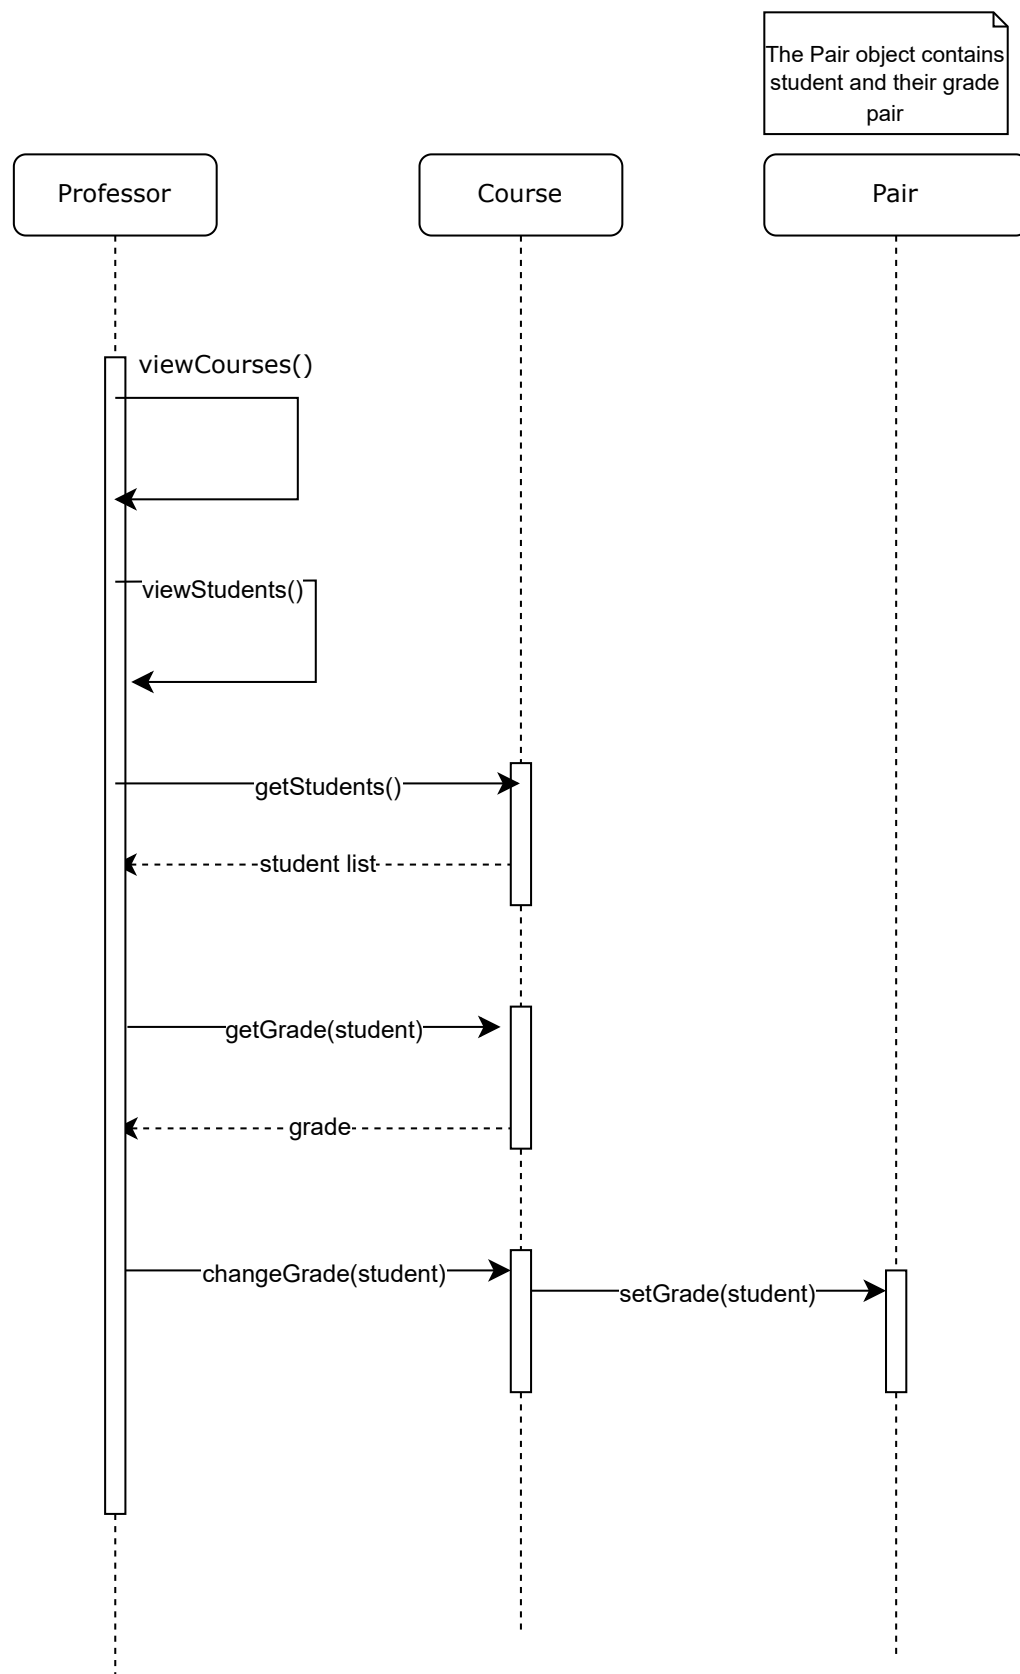 The Pair object contains
student and their grade
pair
Professor
Course
Pair
viewCourses()
viewStudents()
getStudents()
student list
getGrade(student)
grade
changeGrade(student)
setGrade(student)